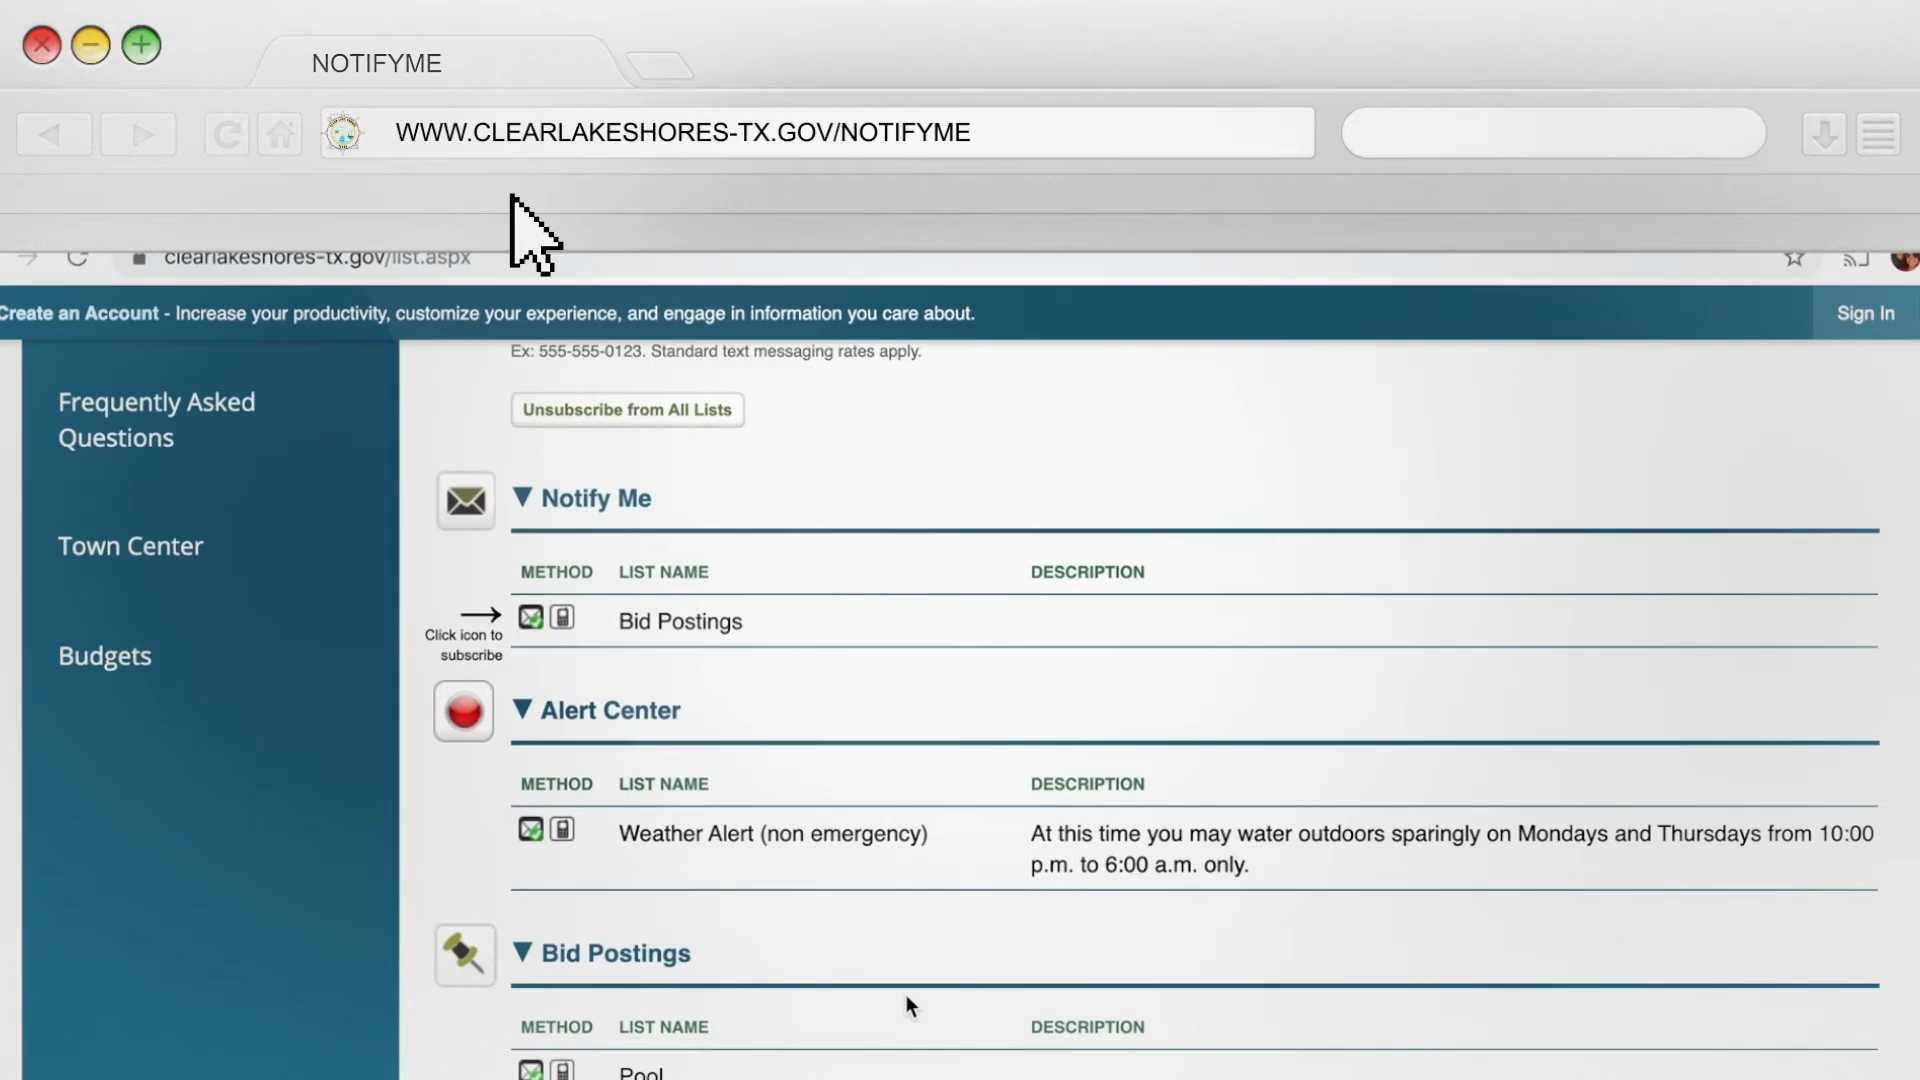 NOTIFYME
WWW.CLEARLAKESHORES-TX.GOV/NOTIFYME
clearlakeshores-tx.gov/list.aspx
Create an Account - Increase your productivity, customize your experience, and engage in information you care about.
Sign In
Ex: 555-555-0123. Standard text messaging rates apply.
Unsubscribe from All Lists
Frequently Asked
Questions
Town Center
Budgets
Notify Me
METHOD LIST NAME DESCRIPTION
Bid Postings
Click icon to
subscribe
Alert Center
METHOD LIST NAME DESCRIPTION
Weather Alert (non emergency)
At this time you may water outdoors sparingly on Mondays and Thursdays from 10:00
p.m. to 6:00 a.m. only.
Bid Postings
METHOD LIST NAME DESCRIPTION
Pool